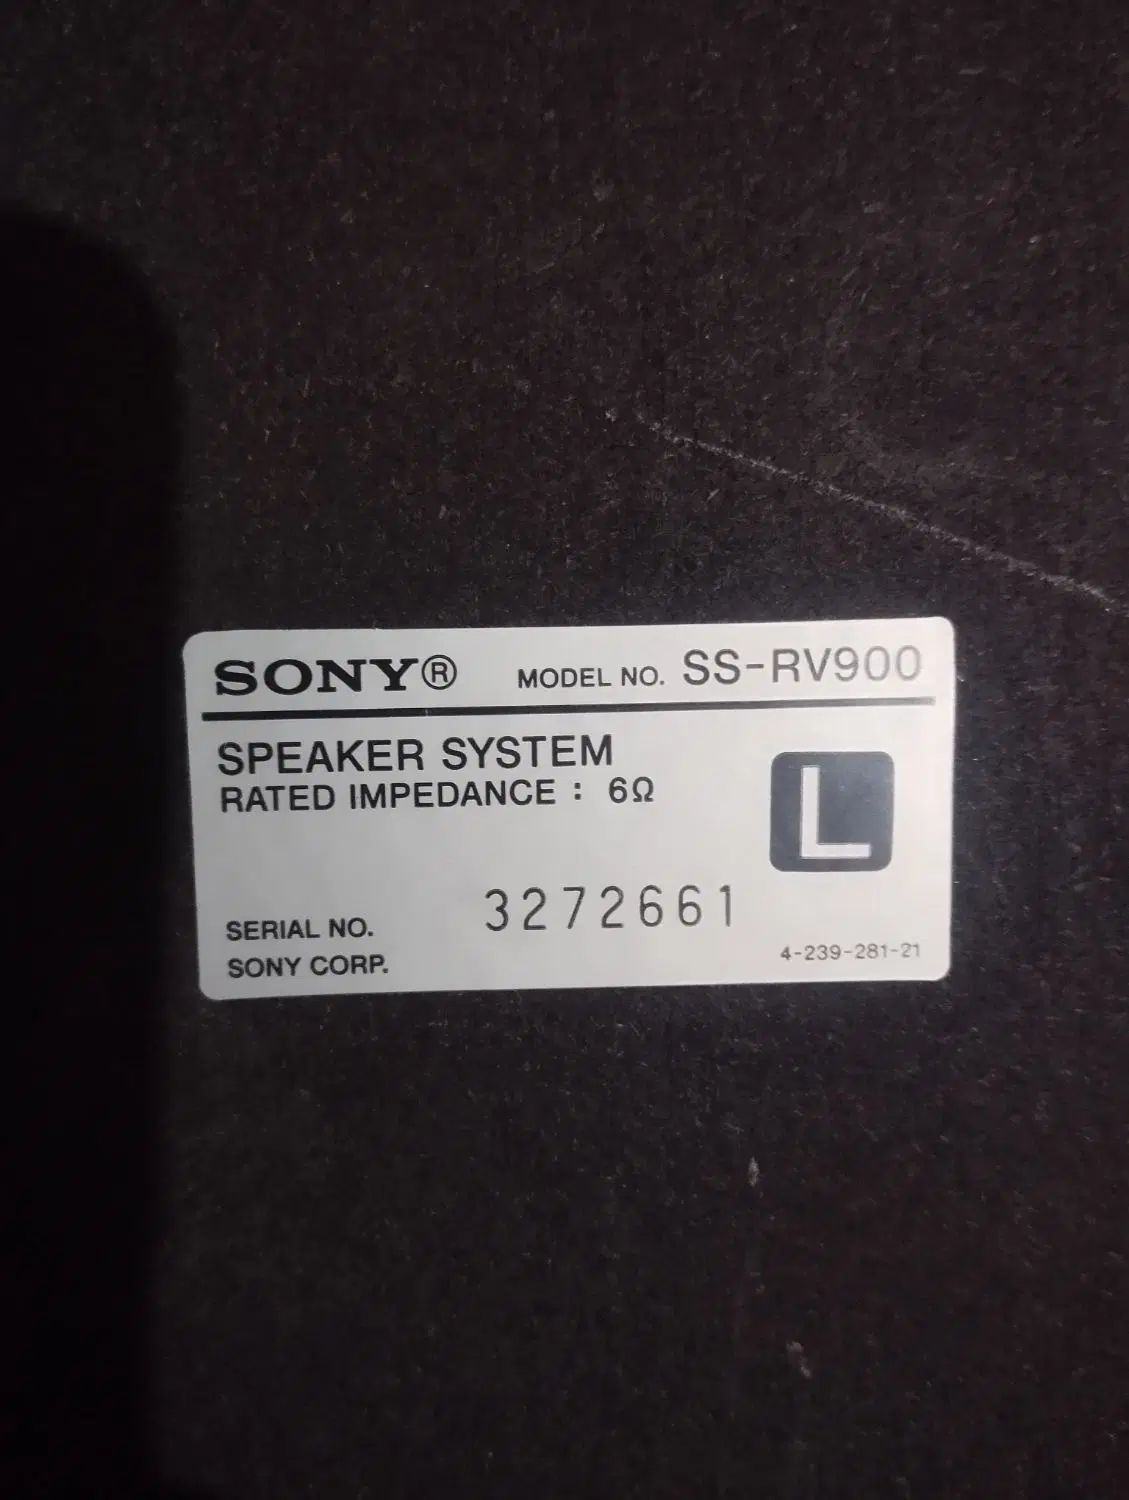 SONY® MODEL NO. SS-RV900
SPEAKER SYSTEM
RATED IMPEDANCE : 6Ω
L
SERIAL NO. 3272661
SONY CORP. 4-239-281-21